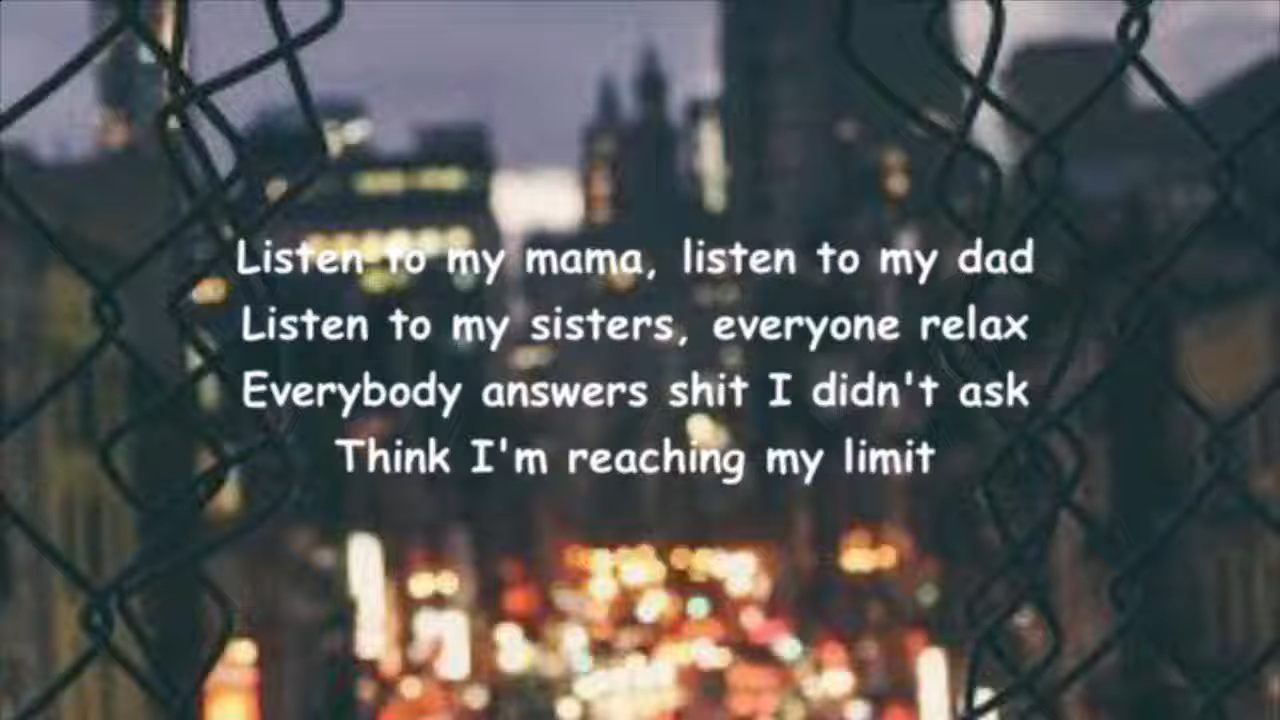 Listen to my mama, listen to my dad
Listen to my sisters, everyone relax
Everybody answers shit I didn't ask
Think I'm reaching my limit